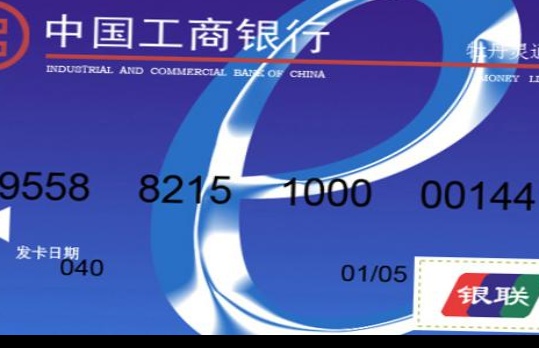 中国工商银行
牡丹灵通
INDUSTRIAL AND COMMERCIAL BANK OF CHINA
MONEY LI
9558 8215 1000 00144
发卡日期
040
01/05
银联